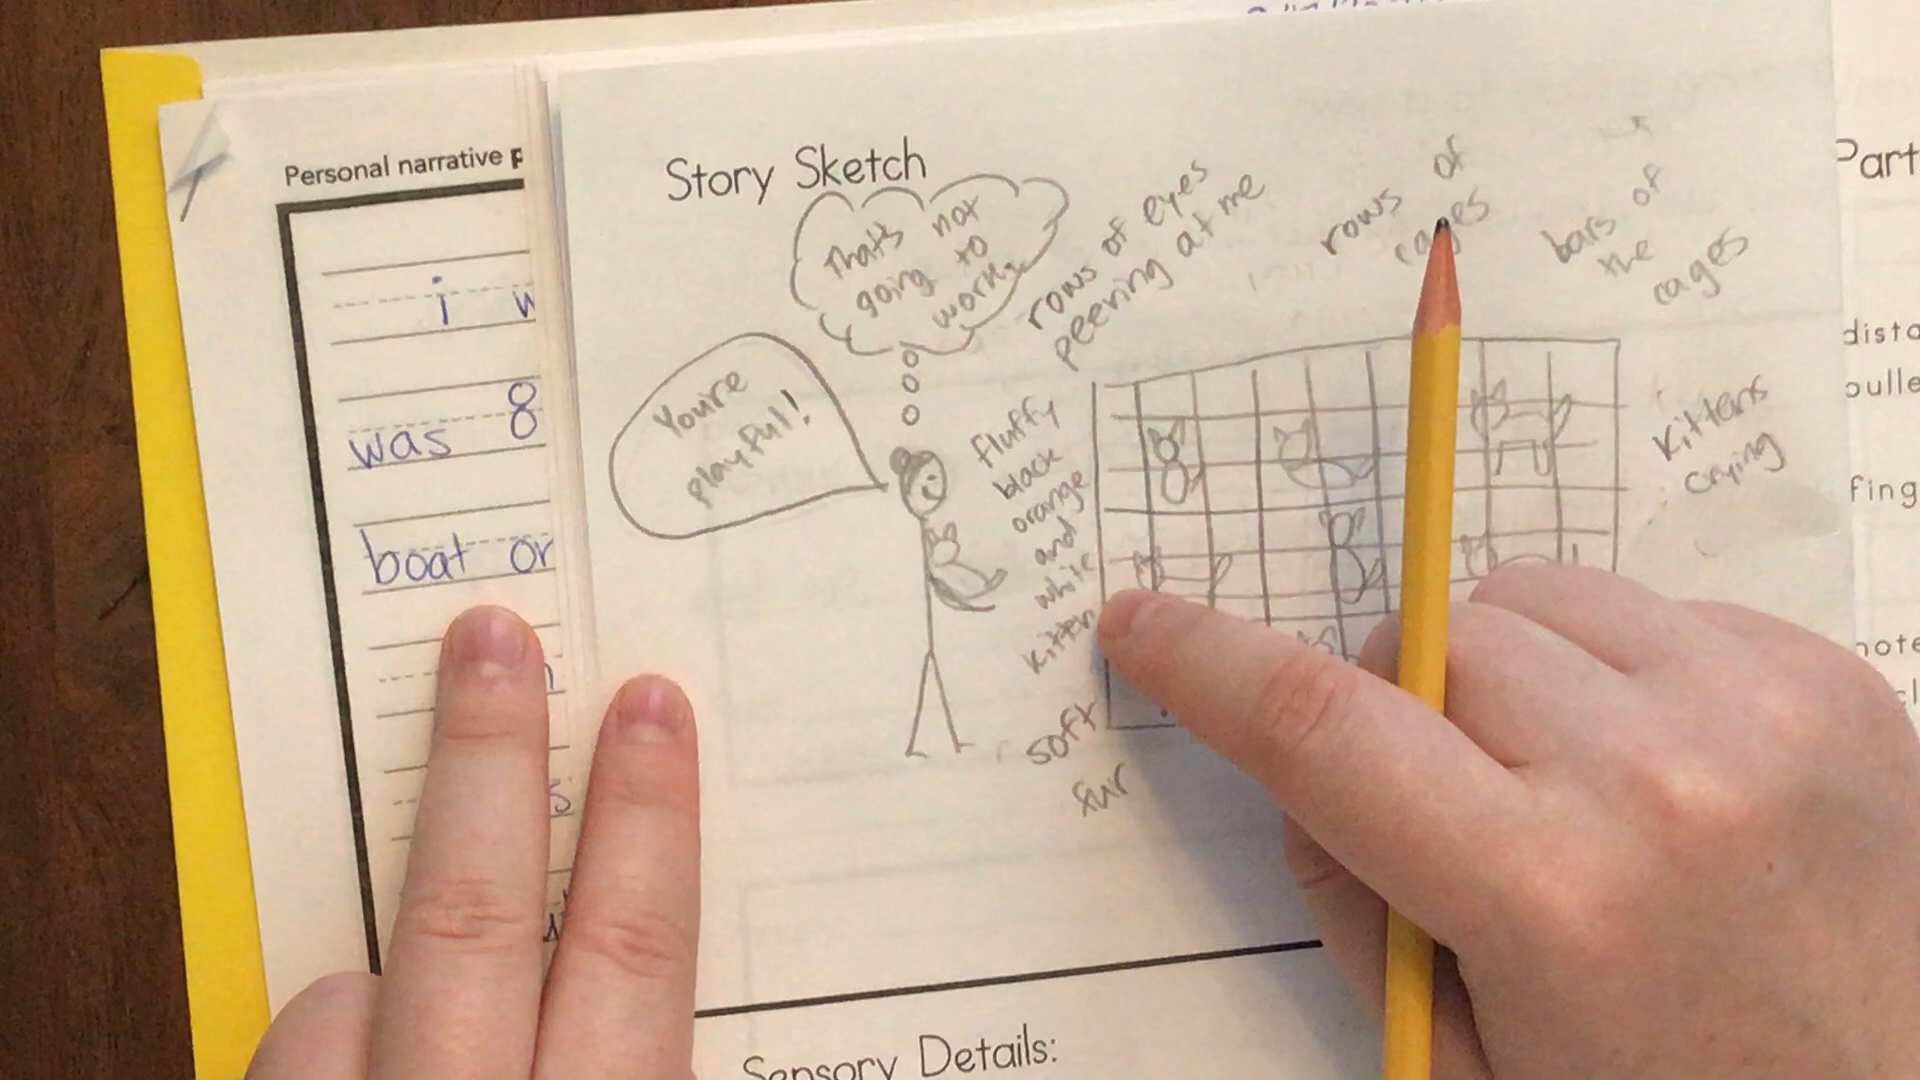 Personal narrative
i w
was 8
boat or
Story Sketch
That's not
going to
work
You're
playful!
rows of eyes
peering at me
rows of
cages
bars of
the
cages
fluffy
black
orange
and
white
kitten
soft
fur
kittens
crying
Part
fing
Sensory Details: